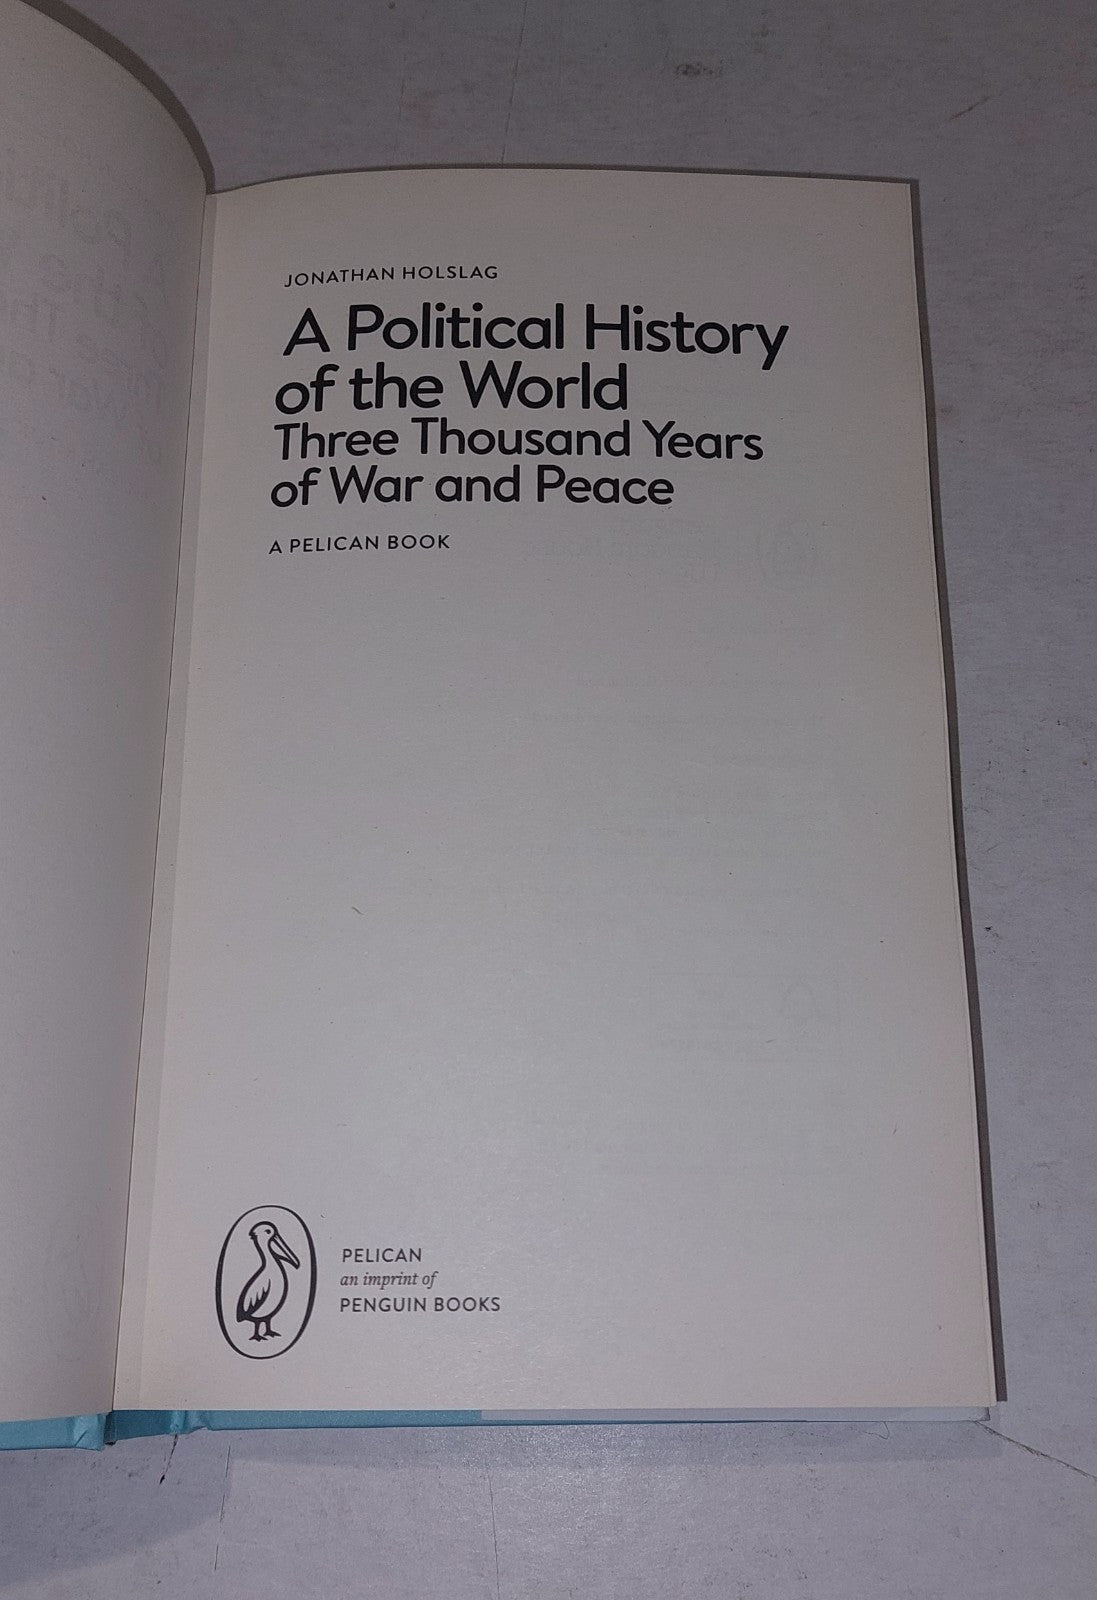 JONATHAN HOLSLAG
A Political History
of the World
Three Thousand Years
of War and Peace
A PELICAN BOOK
PELICAN
an imprint of
PENGUIN BOOKS